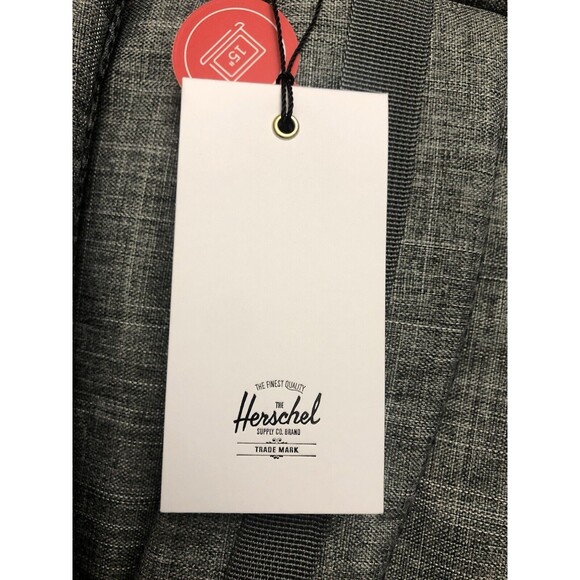 15"
THE FINEST QUALITY
THE
Herschel
SUPPLY CO. BRAND
TRADE MARK